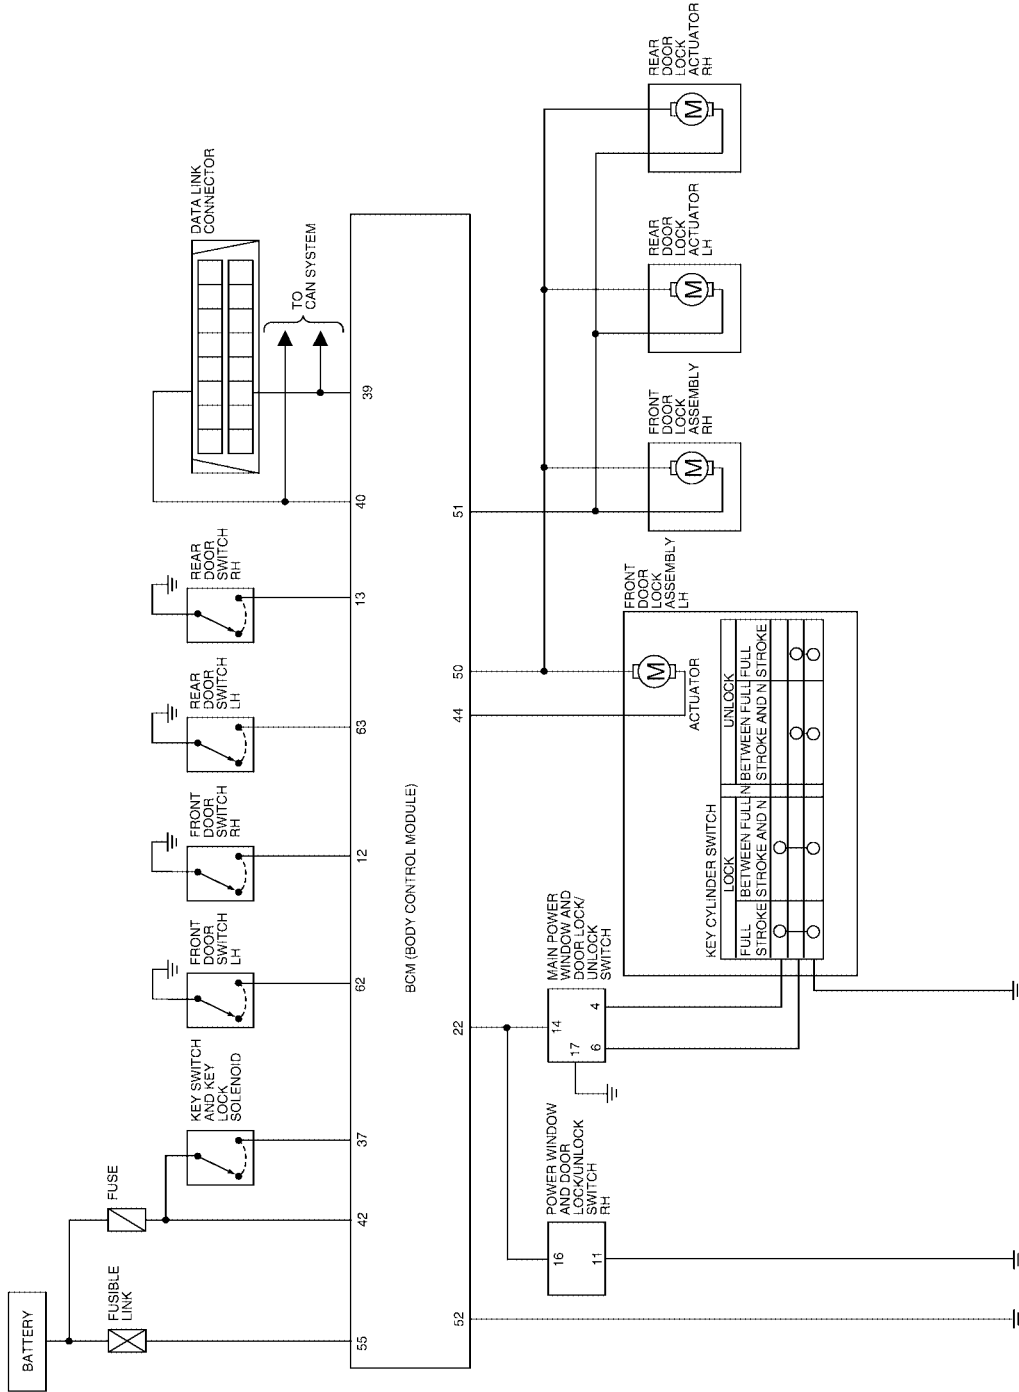 BATTERY
FUSIBLE
LINK
FUSE
KEY SWITCH
AND KEY
LOCK
SOLENOID
FRONT
DOOR
SWITCH
LH
FRONT
DOOR
SWITCH
RH
REAR
DOOR
SWITCH
LH
REAR
DOOR
SWITCH
RH
DATA LINK
CONNECTOR
TO
CAN SYSTEM
55
42
37
62
12
63
13
40
39
BCM (BODY CONTROL MODULE)
52
22
44
50
51
POWER WINDOW
AND DOOR
LOCK/UNLOCK
SWITCH
RH
16
11
MAIN POWER
WINDOW AND
DOOR LOCK/
UNLOCK
SWITCH
14
17
6
4
FRONT
DOOR
LOCK
ASSEMBLY
LH
M
ACTUATOR
KEY CYLINDER SWITCH
LOCK
UNLOCK
FULL
STROKE
BETWEEN FULL
STROKE AND N
N
BETWEEN FULL
STROKE AND N
FULL
STROKE
FRONT
DOOR
LOCK
ASSEMBLY
RH
M
REAR
DOOR
LOCK
ACTUATOR
LH
M
REAR
DOOR
LOCK
ACTUATOR
RH
M